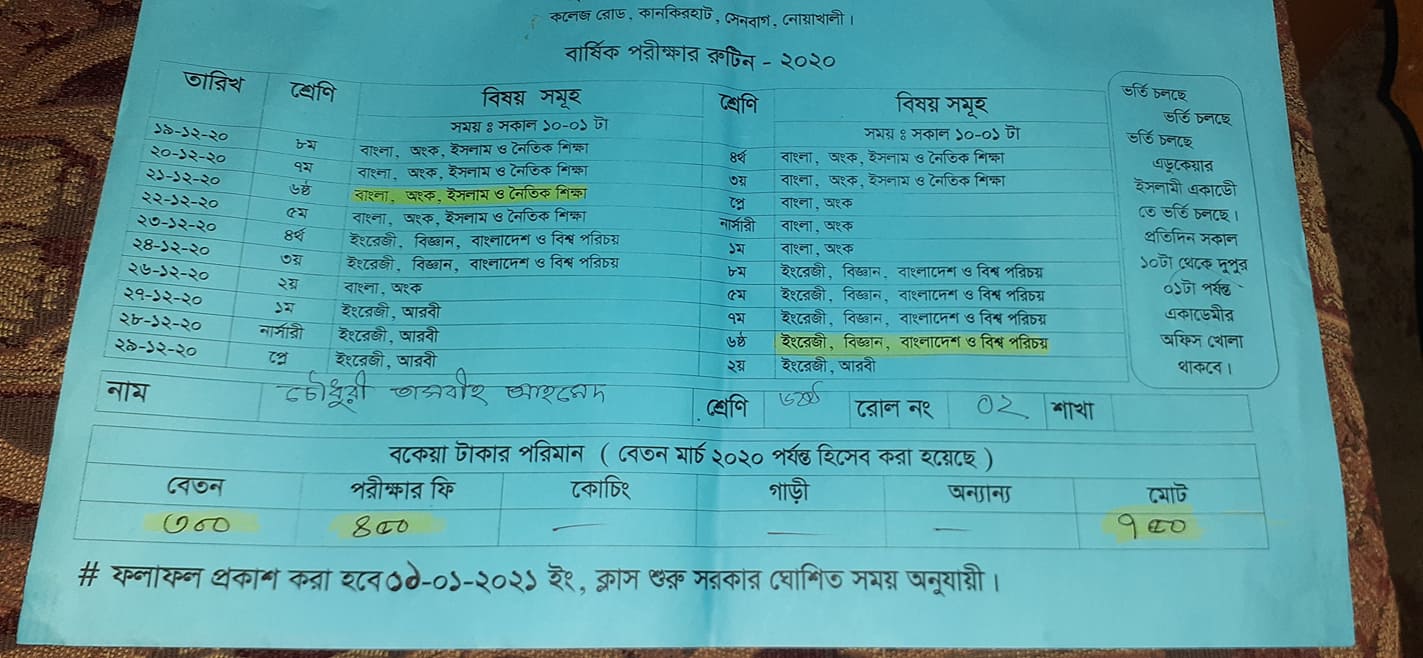 কলেজ রোড, কানকিরহাট, সেনবাগ, নোয়াখালী।
বার্ষিক পরীক্ষার রুটিন - ২০২০
তারিখ শ্রেণি বিষয় সমূহ শ্রেণি বিষয় সমূহ
সময় ঃ সকাল ১০-০১ টা সময় ঃ সকাল ১০-০১ টা
১৯-১২-২০ ৮ম বাংলা, অংক, ইসলাম ও নৈতিক শিক্ষা ৪র্থ বাংলা, অংক, ইসলাম ও নৈতিক শিক্ষা
২০-১২-২০ ৭ম বাংলা, অংক, ইসলাম ও নৈতিক শিক্ষা ৩য় বাংলা, অংক, ইসলাম ও নৈতিক শিক্ষা
২১-১২-২০ ৬ষ্ঠ বাংলা, অংক, ইসলাম ও নৈতিক শিক্ষা প্লে বাংলা, অংক
২২-১২-২০ ৫ম বাংলা, অংক, ইসলাম ও নৈতিক শিক্ষা নার্সারী বাংলা, অংক
২৩-১২-২০ ৪র্থ ইংরেজী, বিজ্ঞান, বাংলাদেশ ও বিশ্ব পরিচয় ১ম বাংলা, অংক
২৪-১২-২০ ৩য় ইংরেজী, বিজ্ঞান, বাংলাদেশ ও বিশ্ব পরিচয় ৮ম ইংরেজী, বিজ্ঞান, বাংলাদেশ ও বিশ্ব পরিচয়
২৬-১২-২০ ২য় বাংলা, অংক ৫ম ইংরেজী, বিজ্ঞান, বাংলাদেশ ও বিশ্ব পরিচয়
২৭-১২-২০ ১ম ইংরেজী, আরবী ৭ম ইংরেজী, বিজ্ঞান, বাংলাদেশ ও বিশ্ব পরিচয়
২৮-১২-২০ নার্সারী ইংরেজী, আরবী ৬ষ্ঠ ইংরেজী, বিজ্ঞান, বাংলাদেশ ও বিশ্ব পরিচয়
২৯-১২-২০ প্লে ইংরেজী, আরবী ২য় ইংরেজী, আরবী
ভর্তি চলছে
ভর্তি চলছে
ভর্তি চলছে
এডুকেয়ার
ইসলামী একাডেমী
তে ভর্তি চলছে।
প্রতিদিন সকাল
১০টা থেকে দুপুর
০১টা পর্যন্ত
একাডেমীর
অফিস খোলা
থাকবে।
নাম চৌধুরী তাসবীহ আহমেদ শ্রেণি ৬ষ্ঠ রোল নং ০২ শাখা
বকেয়া টাকার পরিমান ( বেতন মার্চ ২০২০ পর্যন্ত হিসেব করা হয়েছে )
বেতন পরীক্ষার ফি কোচিং গাড়ী অন্যান্য মোট
৩০০ ৪৫০ — — — ৭৫০
# ফলাফল প্রকাশ করা হবে -০১-২০২১ ইং, ক্লাস শুরু সরকার ঘোশিত সময় অনুযায়ী।